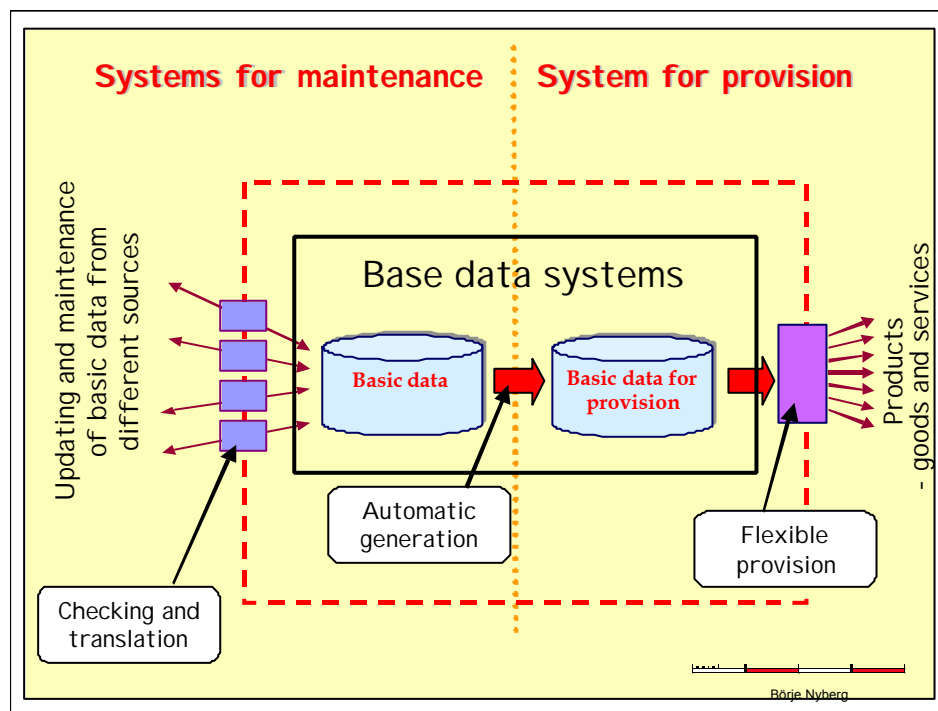 Systems for maintenance
System for provision
Updating and maintenance
of basic data from
different sources
Base data systems
Basic data
Basic data for
provision
Products
- goods and services
Automatic
generation
Flexible
provision
Checking and
translation
Börje Nyberg